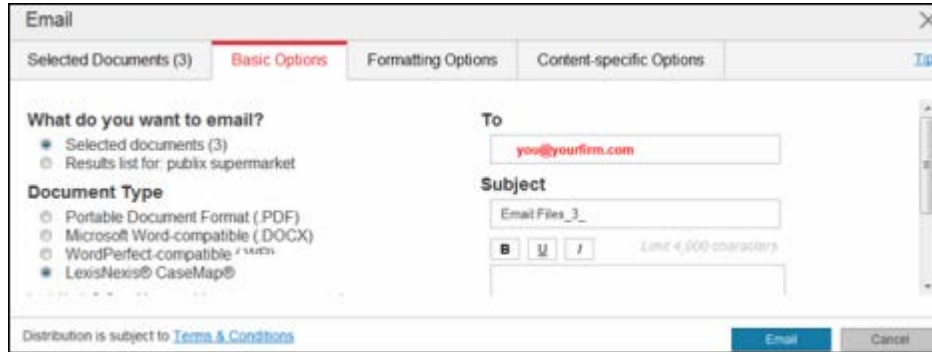 Email
Selected Documents (3)
Basic Options
Formatting Options
Content-specific Options
Tip
What do you want to email?
Selected documents (3)
Results list for: publix supermarket
Document Type
Portable Document Format (.PDF)
Microsoft Word-compatible (.DOCX)
WordPerfect-compatible
LexisNexis® CaseMap®
To
you@yourfirm.com
Subject
Email:Files_3_
B U I
Limit 4,000 characters
Distribution is subject to Terms & Conditions
Email
Cancel